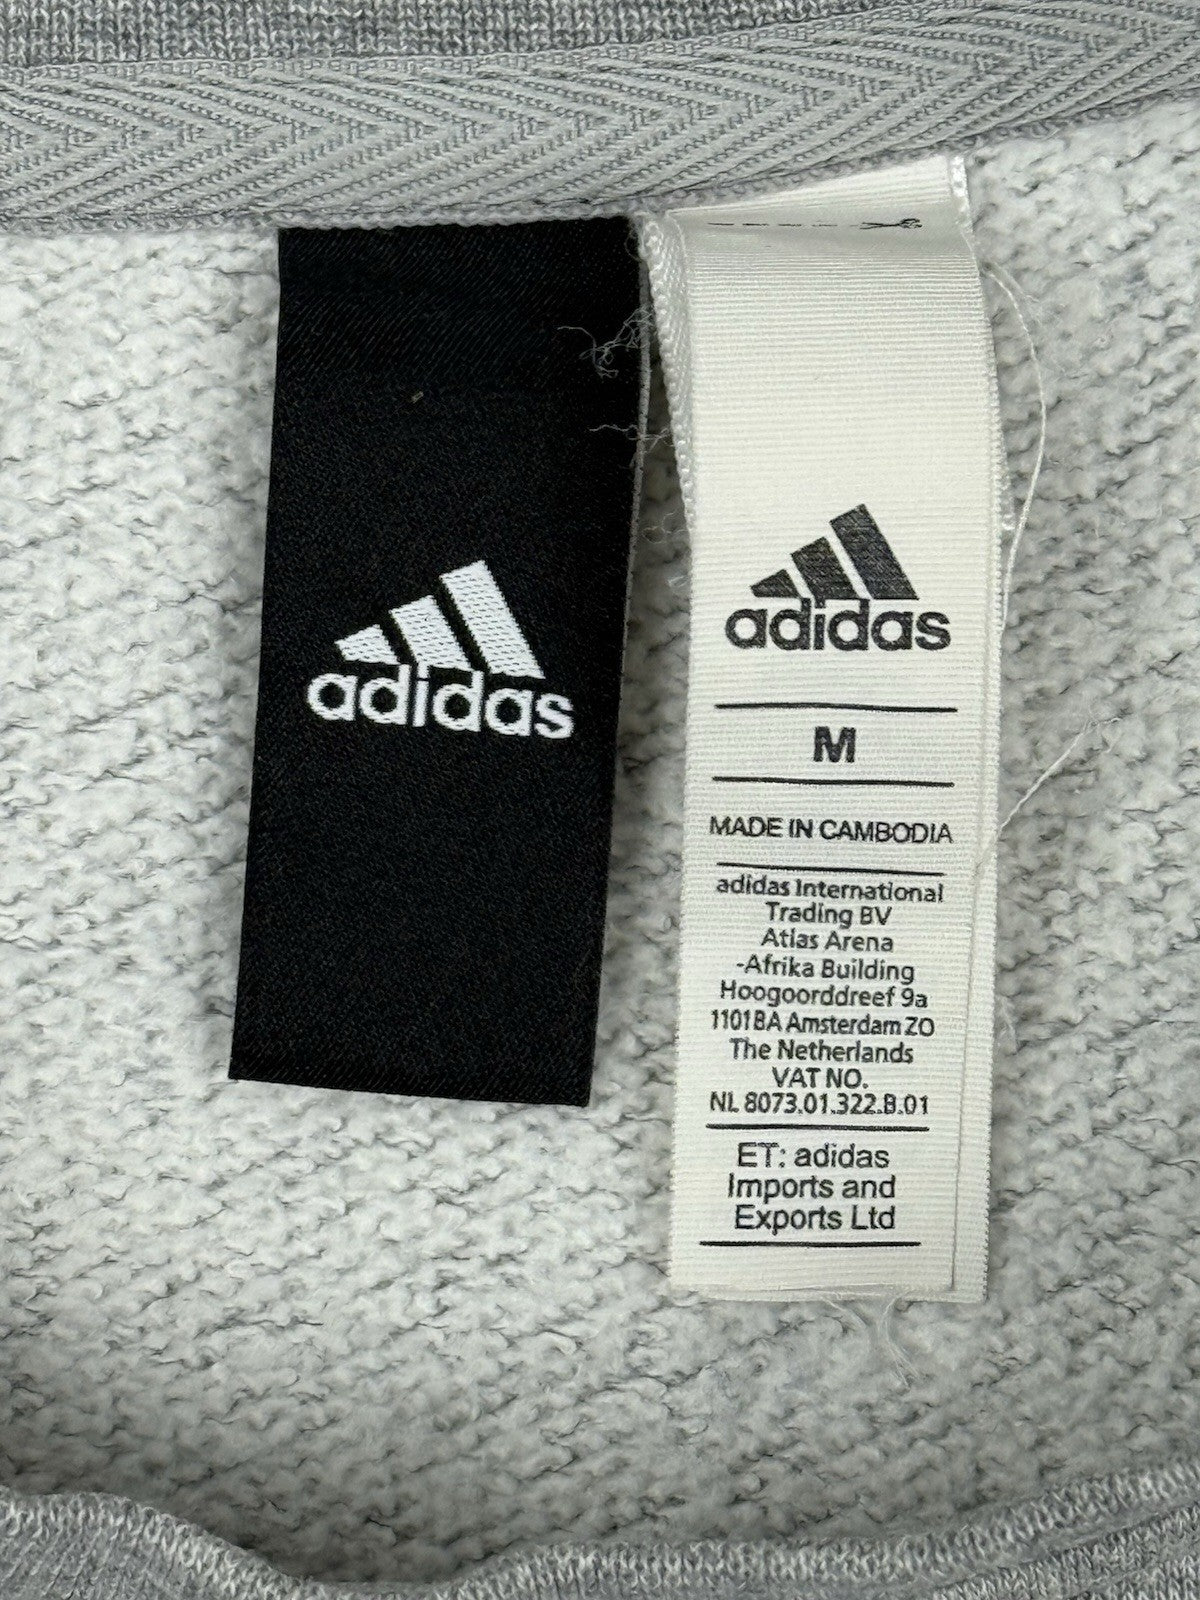 adidas
adidas
M
MADE IN CAMBODIA
adidas International
Trading BV
Atlas Arena
-Afrika Building
Hoogoorddreef 9a
1101BA Amsterdam ZO
The Netherlands
VAT NO.
NL 8073.01.322.B.01
ET: adidas
Imports and
Exports Ltd